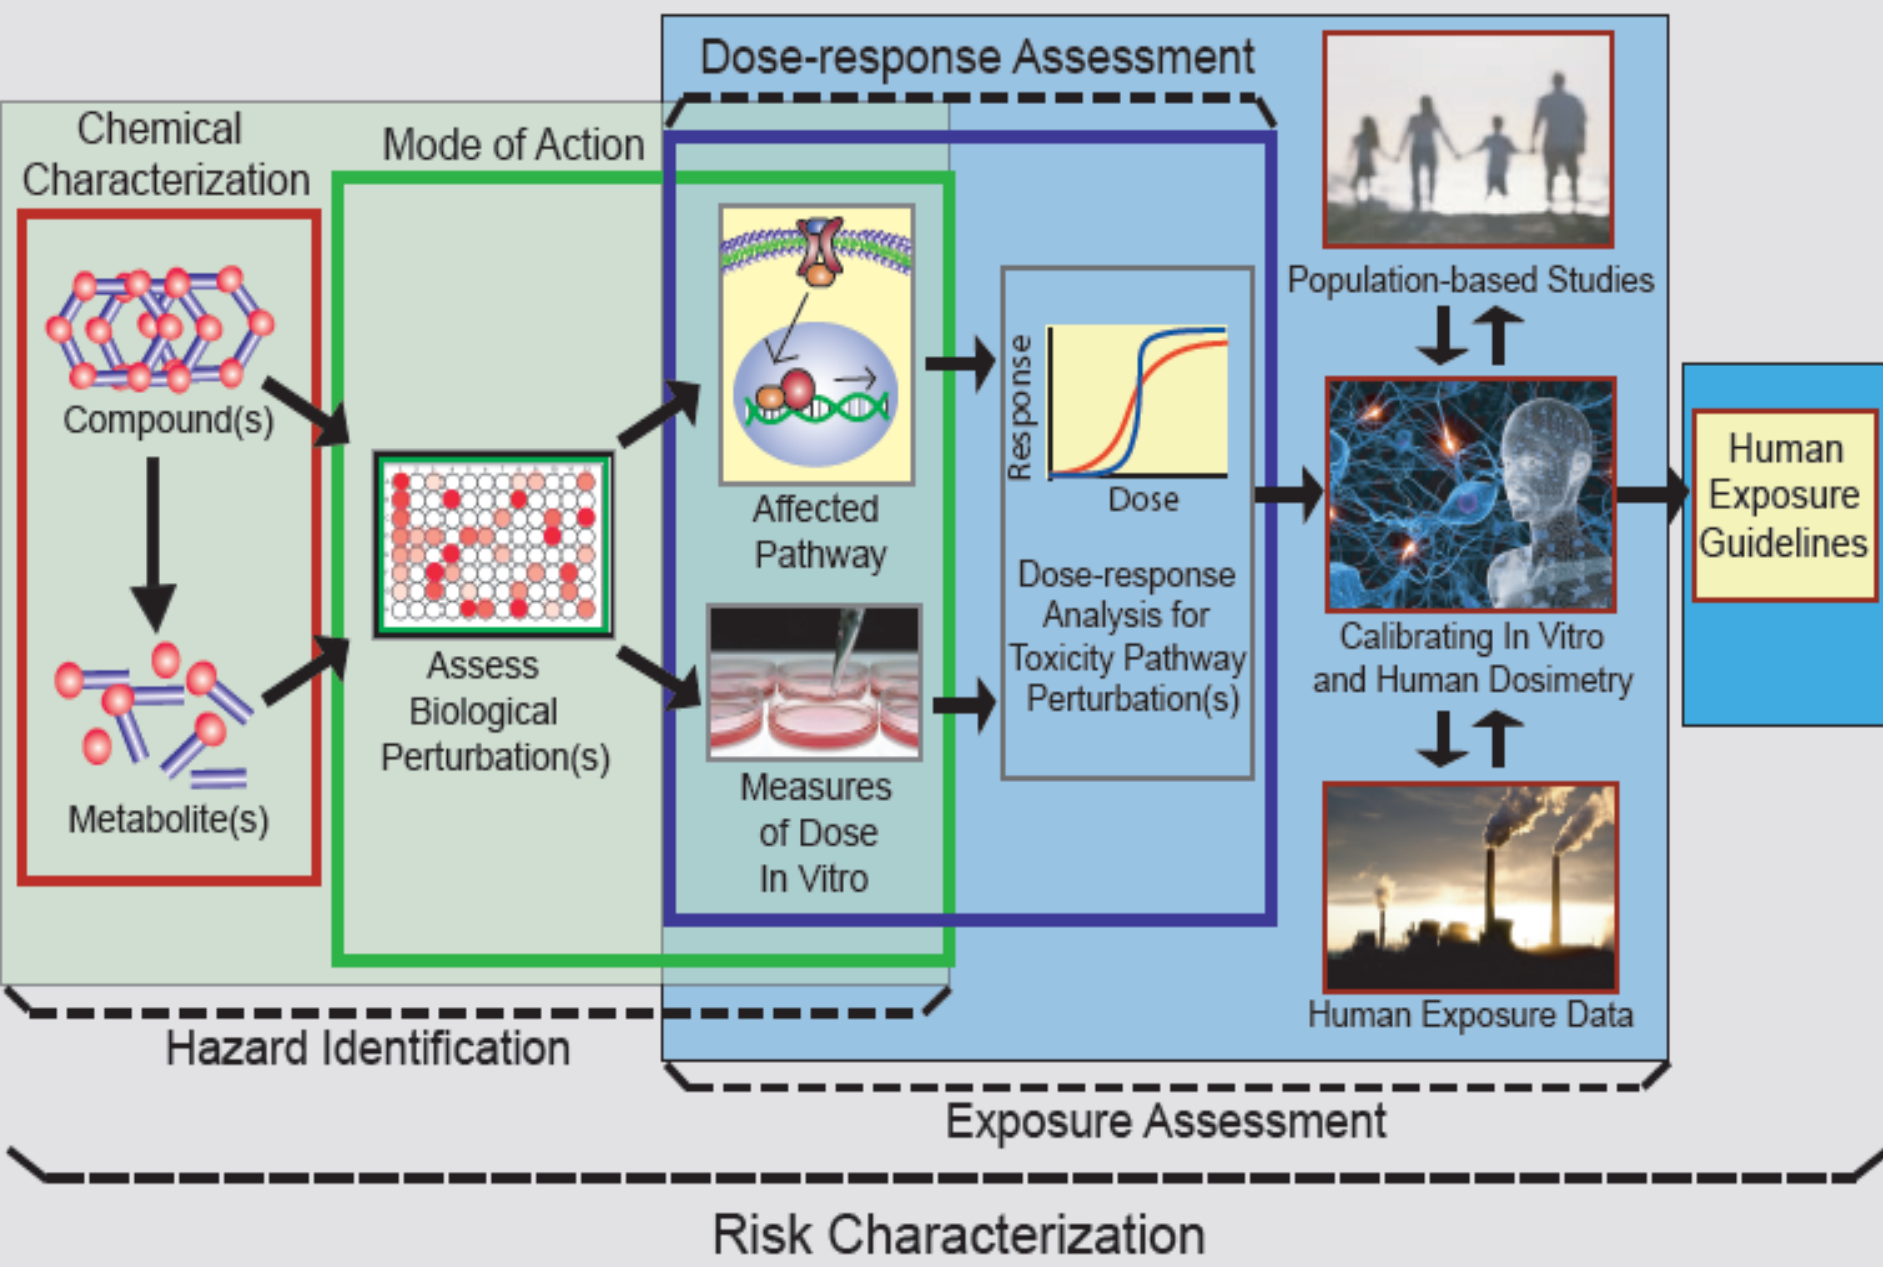 Dose-response Assessment
Chemical
Characterization
Mode of Action
Compound(s)
Metabolite(s)
Assess
Biological
Perturbation(s)
Affected
Pathway
Measures
of Dose
In Vitro
Response
Dose
Dose-response
Analysis for
Toxicity Pathway
Perturbation(s)
Population-based Studies
Calibrating In Vitro
and Human Dosimetry
Human Exposure Data
Human
Exposure
Guidelines
Hazard Identification
Exposure Assessment
Risk Characterization